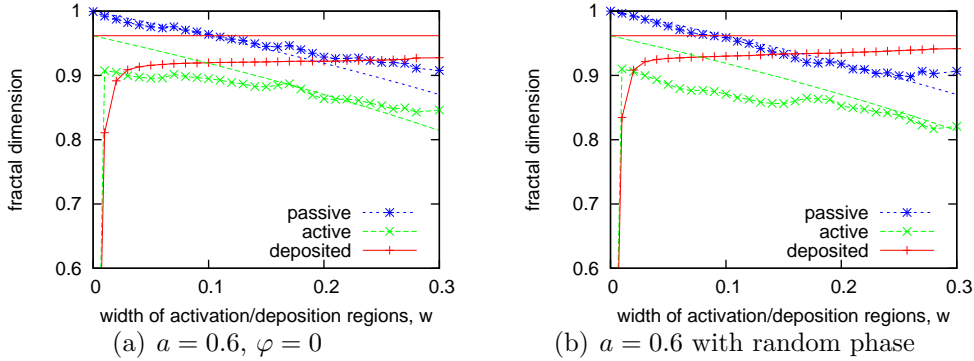 fractal dimension
1
0.9
0.8
0.9
0.6
0 0.1 0.2 0.3
width of activation/deposition regions, w
passive
active
deposited
(a) a = 0.6, φ = 0
fractal dimension
1
0.9
0.8
0.9
0.6
0 0.1 0.2 0.3
width of activation/deposition regions, w
passive
active
deposited
(b) a = 0.6 with random phase